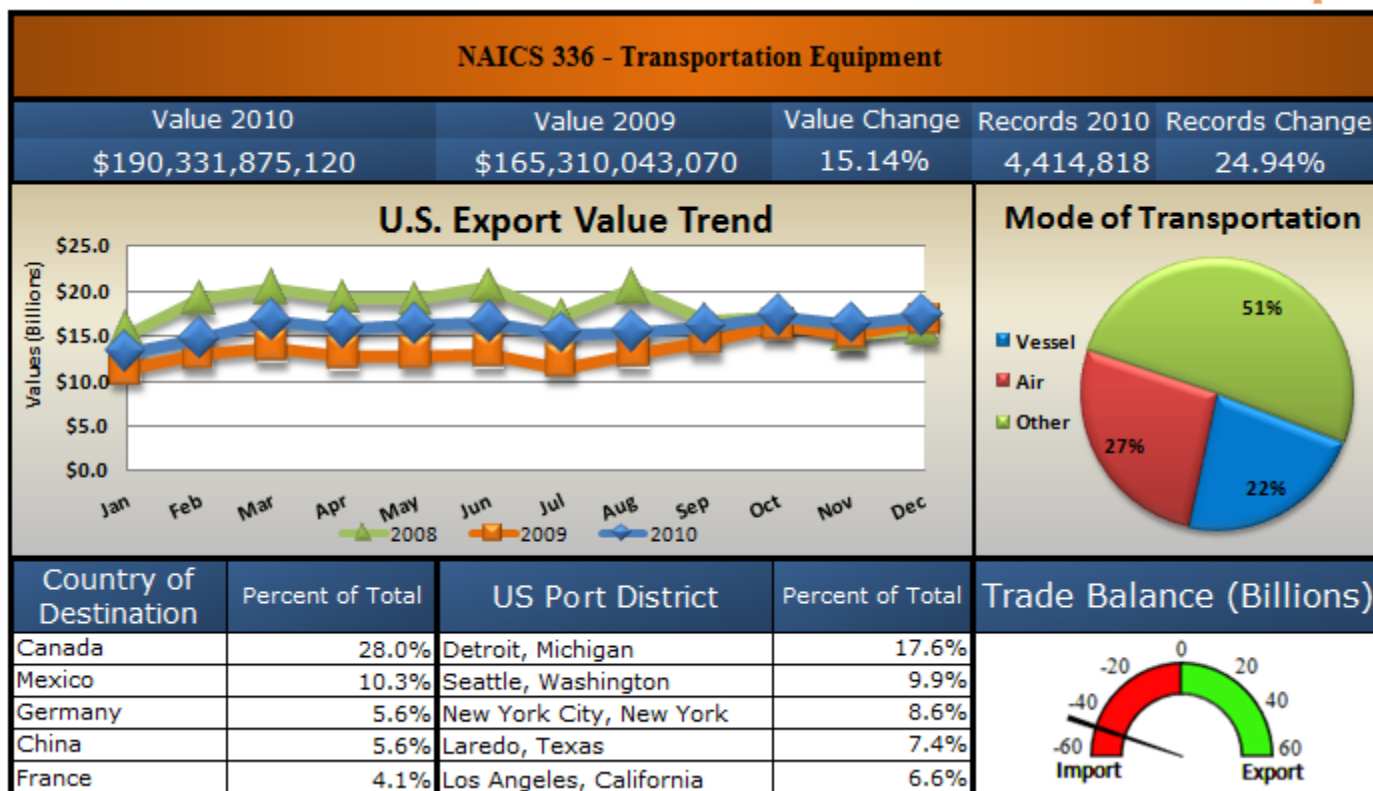 NAICS 336 - Transportation Equipment
Value 2010 Value 2009 Value Change Records 2010 Records Change
$190,331,875,120 $165,310,043,070 15.14% 4,414,818 24.94%
U.S. Export Value Trend
Values (Billions)
$25.0
$20.0
$15.0
$10.0
$5.0
$0.0
Jan Feb Mar Apr May Jun Jul Aug Sep Oct Nov Dec
2008 2009 2010
Mode of Transportation
Vessel
Air
Other
51%
27%
22%
Country of Destination Percent of Total US Port District Percent of Total
Canada 28.0% Detroit, Michigan 17.6%
Mexico 10.3% Seattle, Washington 9.9%
Germany 5.6% New York City, New York 8.6%
China 5.6% Laredo, Texas 7.4%
France 4.1% Los Angeles, California 6.6%
Trade Balance (Billions)
0
-20 20
-40 40
-60 60
Import Export